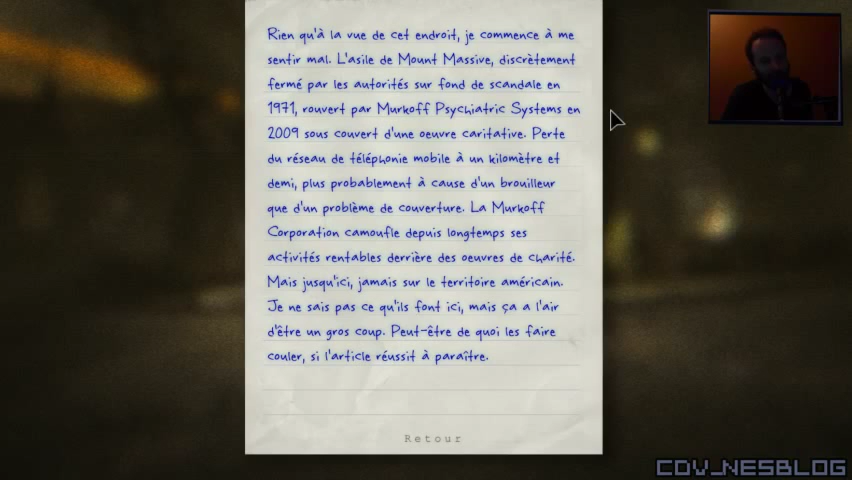 Rien qu'à la vue de cet endroit, je commence à me
sentir mal. L'asile de Mount Massive, discrètement
fermé par les autorités sur fond de scandale en
1971, rouvert par Murkoff Psychiatric Systems en
2009 sous couvert d'une oeuvre caritative. Perte
du réseau de téléphonie mobile à un kilomètre et
demi, plus probablement à cause d'un brouilleur
que d'un problème de couverture. La Murkoff
Corporation camoufle depuis longtemps ses
activités rentables derrière des oeuvres de charité.
Mais jusqu'ici, jamais sur le territoire américain.
Je ne sais pas ce qu'ils font ici, mais ça a l'air
d'être un gros coup. Peut-être de quoi les faire
couler, si l'article réussit à paraître.
Retour
CDV_NESBLOG